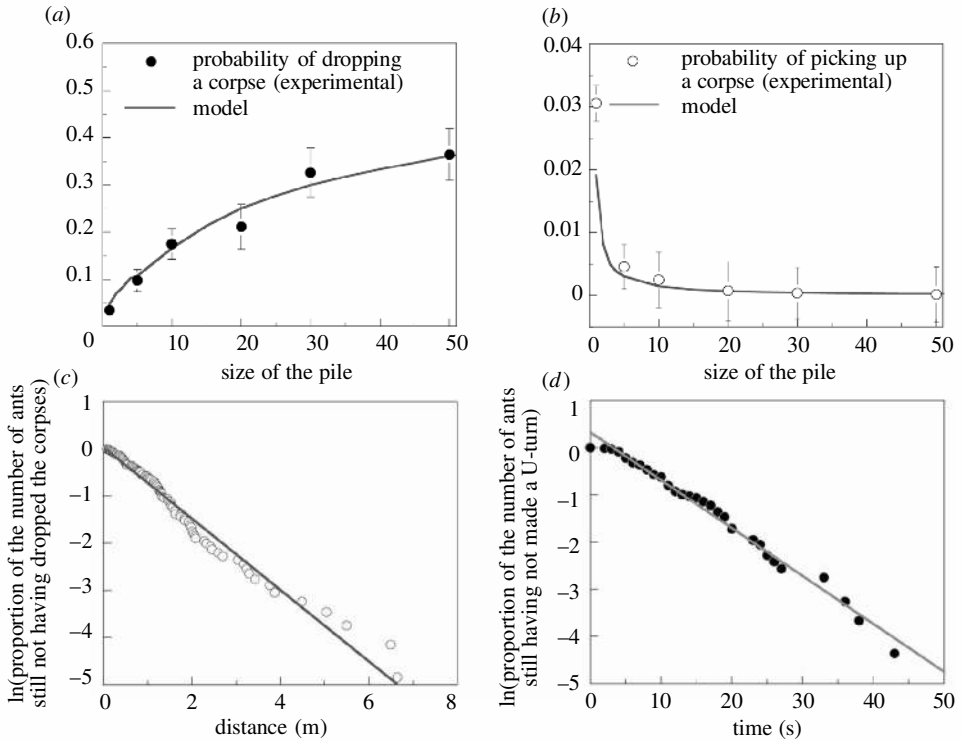 (a)
0.6
0.5
0.4
0.3
0.2
0.1
0
10
20
30
40
50
probability of dropping
a corpse (experimental)
model
size of the pile
(b)
0.04
0.03
0.02
0.01
0
0
10
20
30
40
50
probability of picking up
a corpse (experimental)
model
size of the pile
(c)
ln(proportion of the number of ants
still not having dropped the corpses)
1
0
−1
−2
−3
−4
−5
0
2
4
6
8
distance (m)
(d)
ln(proportion of the number of ants
still having not made a U-turn)
1
0
−1
−2
−3
−4
−5
0
10
20
30
40
50
time (s)